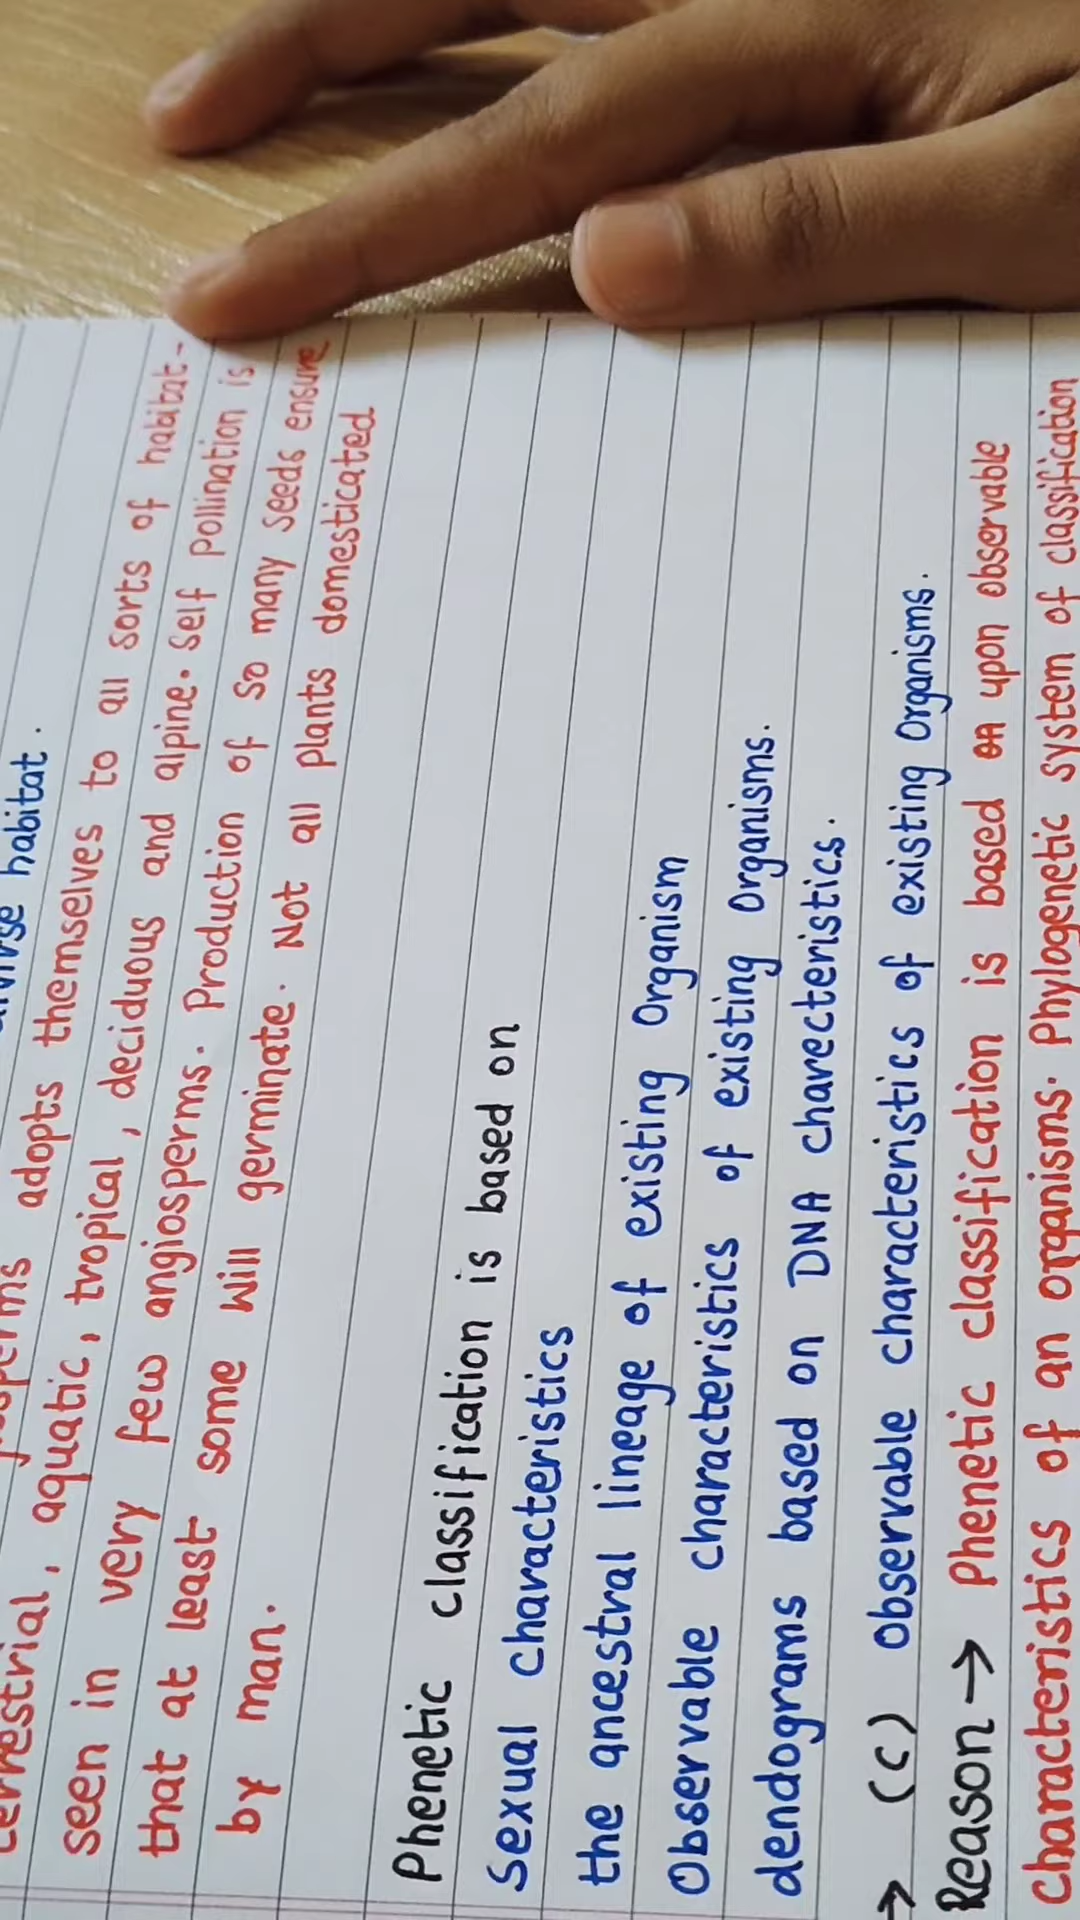 habitat.
adopts themselves to all sorts of habitat-
terrestrial, aquatic, tropical, deciduous and alpine. Self pollination is
seen in very few angiosperms. Production of so many seeds ensure
that at least some will germinate. Not all plants domesticated
by man.
Phenetic classification is based on
Sexual characteristics
the ancestral lineage of existing Organism
Observable characteristics of existing Organisms.
dendograms based on DNA charecteristics.
→ (C) Observable characteristics of existing Organisms.
Reason → Phenetic classification is based on upon observable
characteristics of an organisms. Phylogenetic system of classification